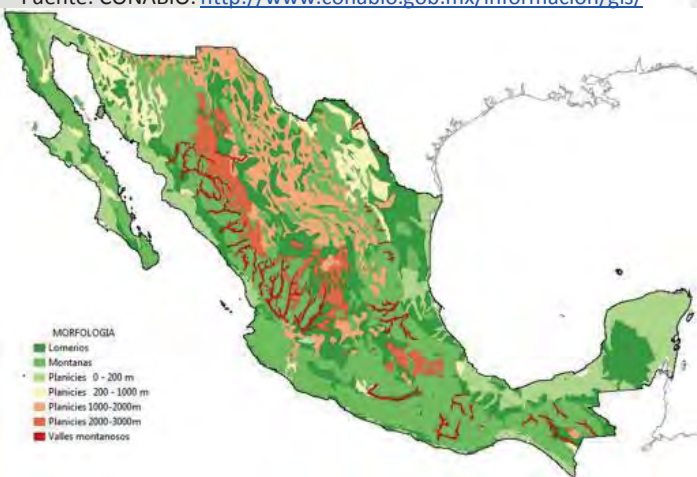 Fuente: CONABIO. http://www.conabio.gob.mx/informacion/gis/
MORFOLOGIA
Lomerios
Montanas
Planicies 0 - 200 m
Planicies 200 - 1000 m
Planicies 1000-2000m
Planicies 2000-3000m
Valles montanosos